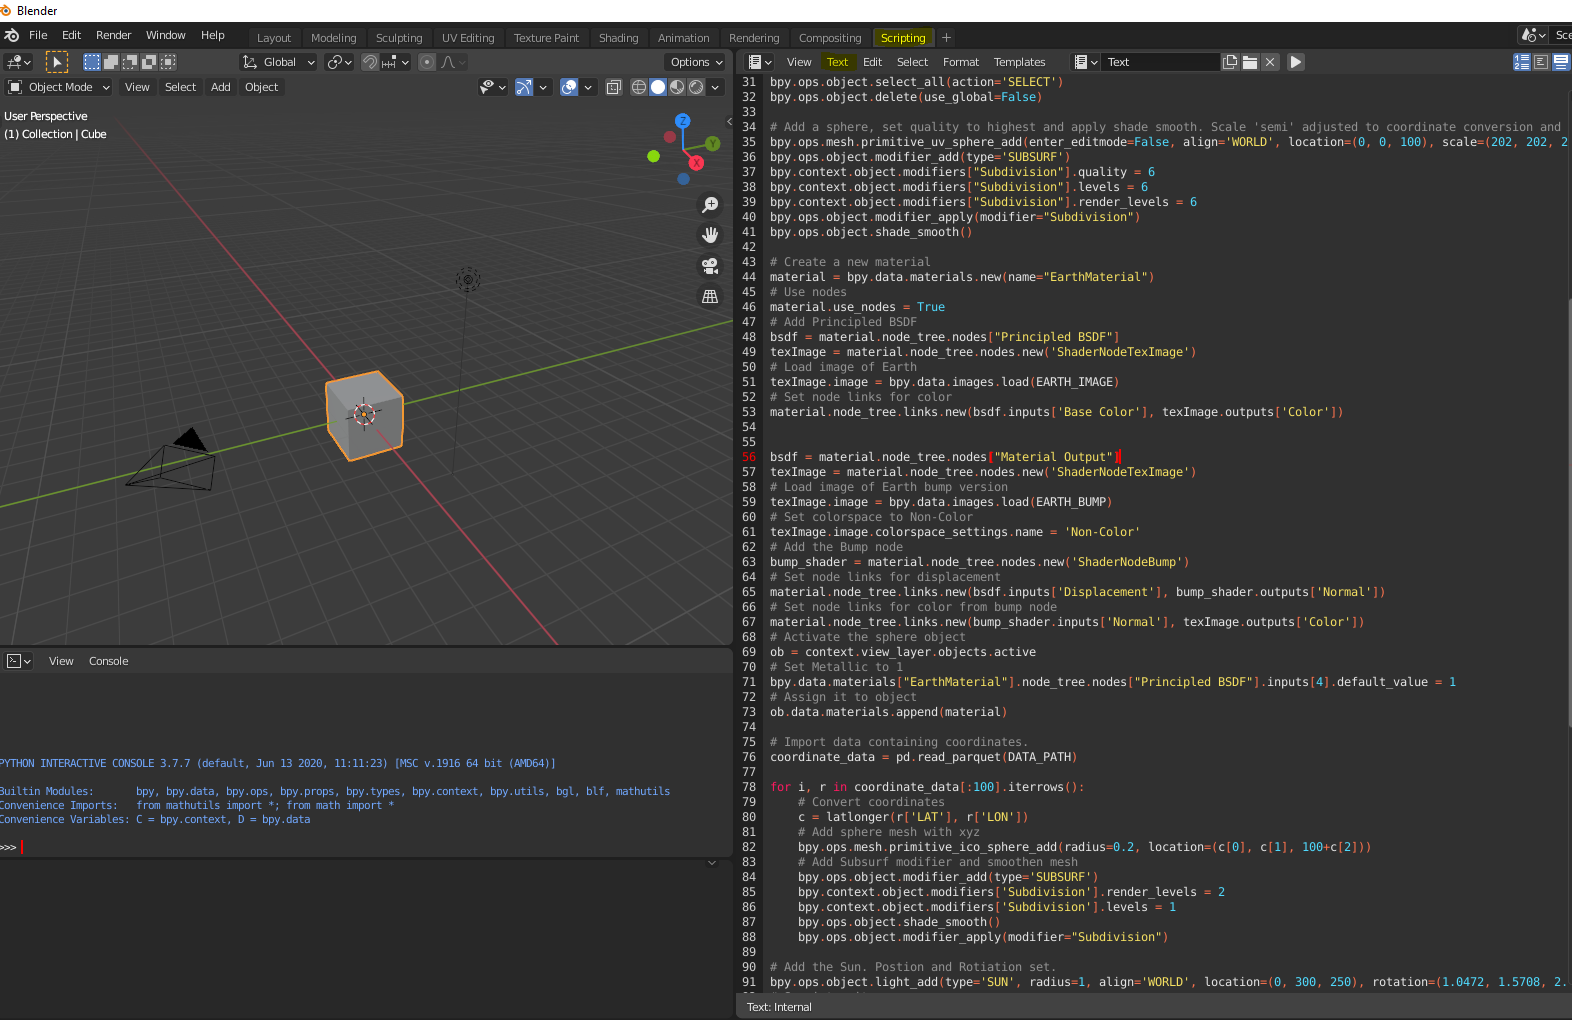 Blender
File Edit Render Window Help Layout Modeling Sculpting UV Editing Texture Paint Shading Animation Rendering Compositing Scripting + Sce
Global Options
Object Mode View Select Add Object
User Perspective
(1) Collection | Cube
Z
Y
X
View Console
PYTHON INTERACTIVE CONSOLE 3.7.7 (default, Jun 13 2020, 11:11:23) [MSC v.1916 64 bit (AMD64)]
Builtin Modules: bpy, bpy.data, bpy.ops, bpy.props, bpy.types, bpy.context, bpy.utils, bgl, blf, mathutils
Convenience Imports: from mathutils import *; from math import *
Convenience Variables: C = bpy.context, D = bpy.data
>>>
View Text Edit Select Format Templates Text
31 bpy.ops.object.select_all(action='SELECT')
32 bpy.ops.object.delete(use_global=False)
33
34 # Add a sphere, set quality to highest and apply shade smooth. Scale 'semi' adjusted to coordinate conversion and
35 bpy.ops.mesh.primitive_uv_sphere_add(enter_editmode=False, align='WORLD', location=(0, 0, 100), scale=(202, 202, 2
36 bpy.ops.object.modifier_add(type='SUBSURF')
37 bpy.context.object.modifiers["Subdivision"].quality = 6
38 bpy.context.object.modifiers["Subdivision"].levels = 6
39 bpy.context.object.modifiers["Subdivision"].render_levels = 6
40 bpy.ops.object.modifier_apply(modifier="Subdivision")
41 bpy.ops.object.shade_smooth()
42
43 # Create a new material
44 material = bpy.data.materials.new(name="EarthMaterial")
45 # Use nodes
46 material.use_nodes = True
47 # Add Principled BSDF
48 bsdf = material.node_tree.nodes["Principled BSDF"]
49 texImage = material.node_tree.nodes.new('ShaderNodeTexImage')
50 # Load image of Earth
51 texImage.image = bpy.data.images.load(EARTH_IMAGE)
52 # Set node links for color
53 material.node_tree.links.new(bsdf.inputs['Base Color'], texImage.outputs['Color'])
54
55
56 bsdf = material.node_tree.nodes["Material Output"]
57 texImage = material.node_tree.nodes.new('ShaderNodeTexImage')
58 # Load image of Earth bump version
59 texImage.image = bpy.data.images.load(EARTH_BUMP)
60 # Set colorspace to Non-Color
61 texImage.image.colorspace_settings.name = 'Non-Color'
62 # Add the Bump node
63 bump_shader = material.node_tree.nodes.new('ShaderNodeBump')
64 # Set node links for displacement
65 material.node_tree.links.new(bsdf.inputs['Displacement'], bump_shader.outputs['Normal'])
66 # Set node links for color from bump node
67 material.node_tree.links.new(bump_shader.inputs['Normal'], texImage.outputs['Color'])
68 # Activate the sphere object
69 ob = context.view_layer.objects.active
70 # Set Metallic to 1
71 bpy.data.materials["EarthMaterial"].node_tree.nodes["Principled BSDF"].inputs[4].default_value = 1
72 # Assign it to object
73 ob.data.materials.append(material)
74
75 # Import data containing coordinates.
76 coordinate_data = pd.read_parquet(DATA_PATH)
77
78 for i, r in coordinate_data[:100].iterrows():
79 # Convert coordinates
80 c = latlonger(r['LAT'], r['LON'])
81 # Add sphere mesh with xyz
82 bpy.ops.mesh.primitive_ico_sphere_add(radius=0.2, location=(c[0], c[1], 100+c[2]))
83 # Add Subsurf modifier and smoothen mesh
84 bpy.ops.object.modifier_add(type='SUBSURF')
85 bpy.context.object.modifiers['Subdivision'].render_levels = 2
86 bpy.context.object.modifiers['Subdivision'].levels = 1
87 bpy.ops.object.shade_smooth()
88 bpy.ops.object.modifier_apply(modifier="Subdivision")
89
90 # Add the Sun. Postion and Rotiation set.
91 bpy.ops.object.light_add(type='SUN', radius=1, align='WORLD', location=(0, 300, 250), rotation=(1.0472, 1.5708, 2.
Text: Internal